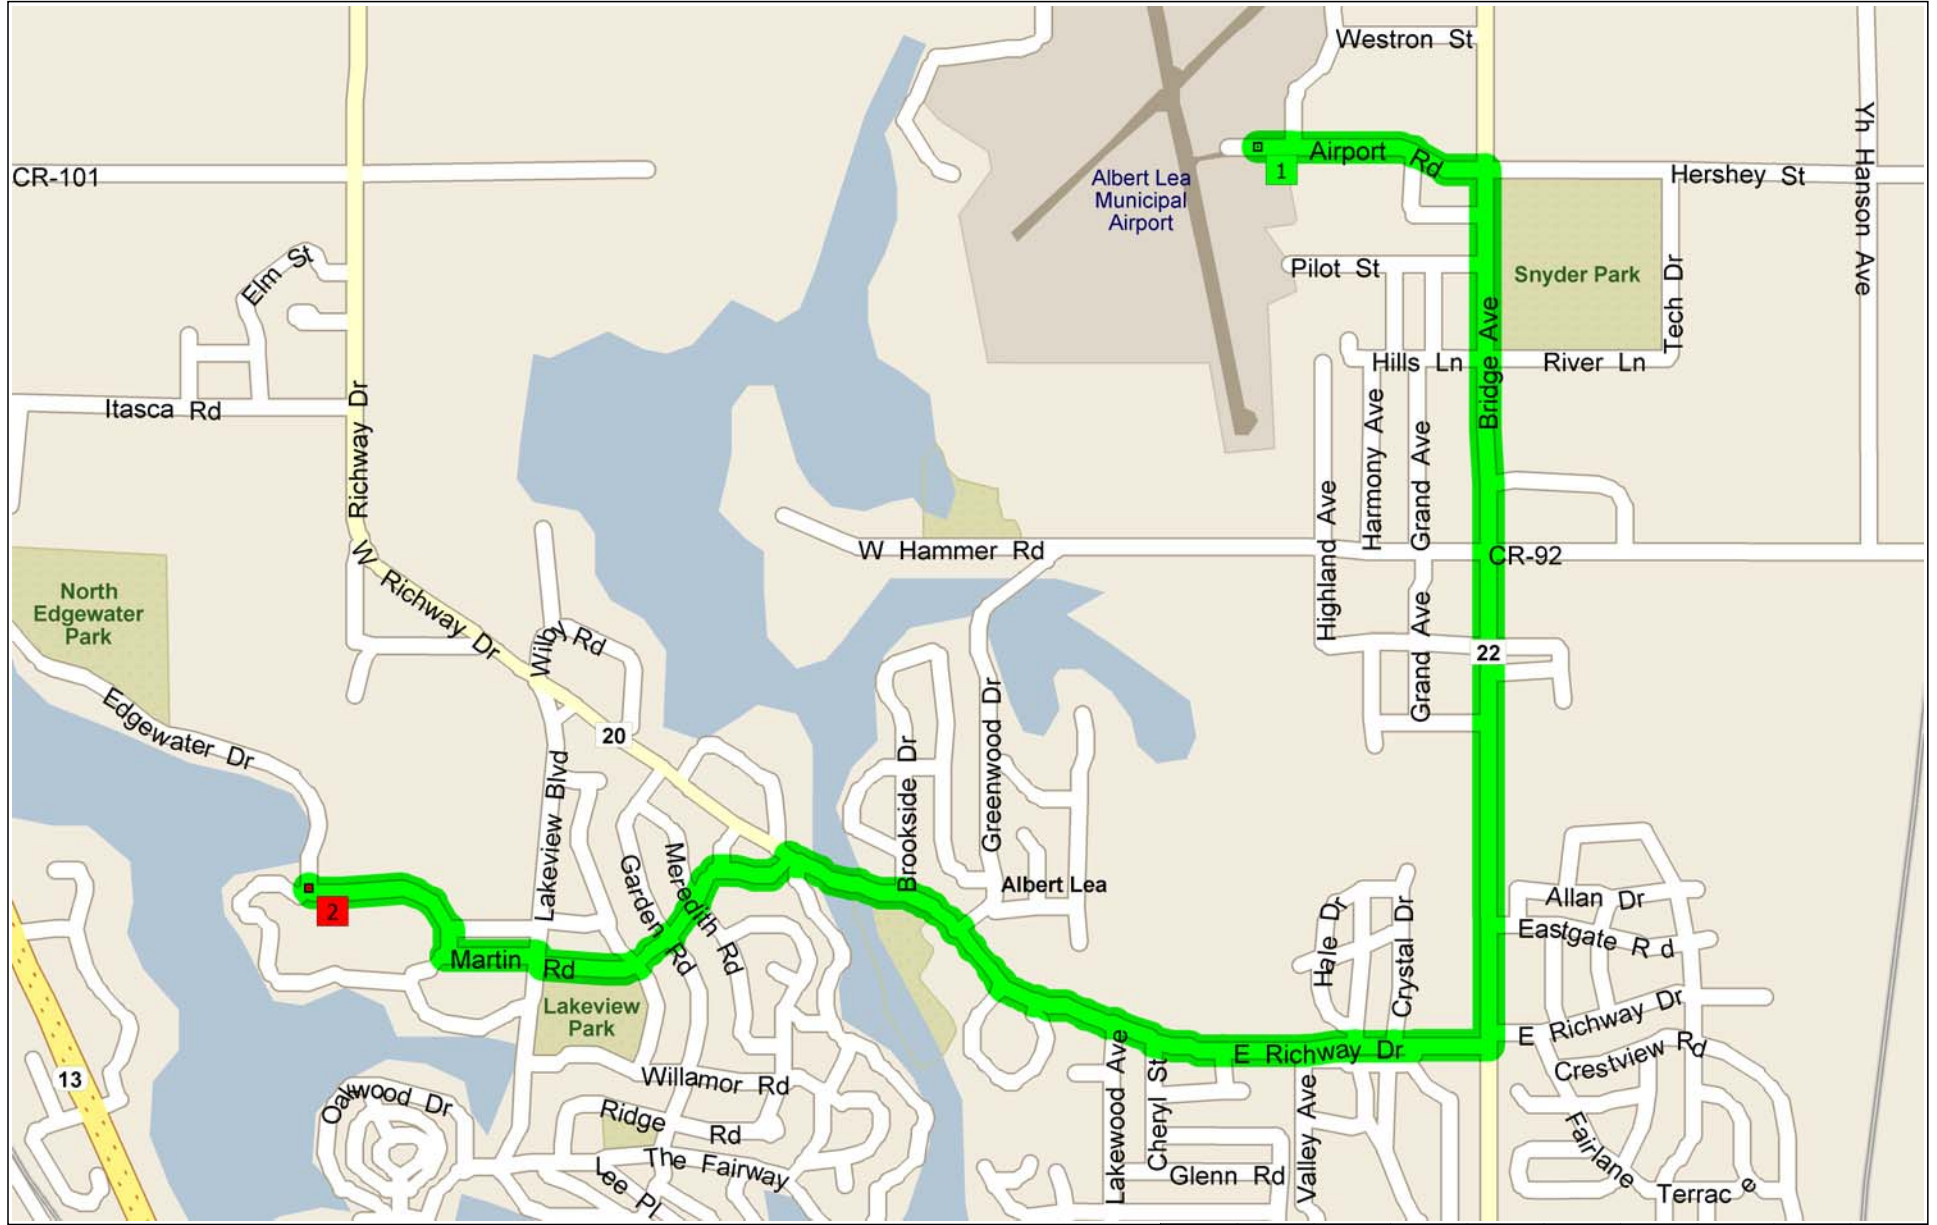 Westron St
Airport Rd
1
CR-101
Albert Lea
Municipal
Airport
Hershey St
Yh Hanson Ave
Elm St
Pilot St
Snyder Park
Tech Dr
Bridge Ave
Hills Ln
River Ln
Itasca Rd
Richway Dr
Harmony Ave
Grand Ave
Highland Ave
W Hammer Rd
CR-92
North
Edgewater
Park
W Richway Dr
Wilby Rd
Grand Ave
22
Edgewater Dr
20
Lakeview Blvd
Brookside Dr
Greenwood Dr
Garden Rd
Meredith Rd
Albert Lea
2
Hale Dr
Crystal Dr
Allan Dr
Eastgate Rd
Martin Rd
Lakeview
Park
E Richway Dr
E Richway Dr
Crestview Rd
13
Oakwood Dr
Willamor Rd
Ridge Rd
The Fairway
Lee Pl
Lakewood Ave
Cheryl St
Glenn Rd
Valley Ave
Fairlane
Terrace